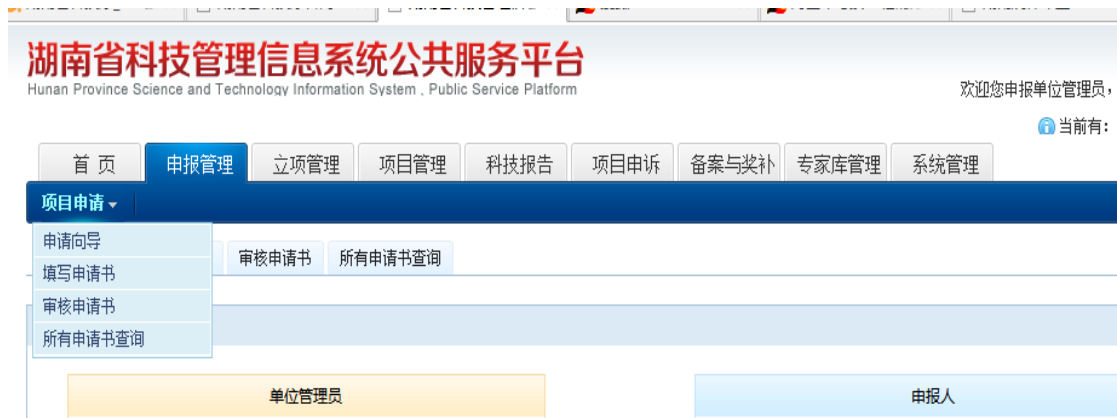 湖南省科技管理信息系统公共服务平台
Hunan Province Science and Technology Information System , Public Service Platform
欢迎您申报单位管理员，
当前有：
首 页 申报管理 立项管理 项目管理 科技报告 项目申诉 备案与奖补 专家库管理 系统管理
项目申请
申请向导
审核申请书 所有申请书查询
填写申请书
审核申请书
所有申请书查询
单位管理员 申报人